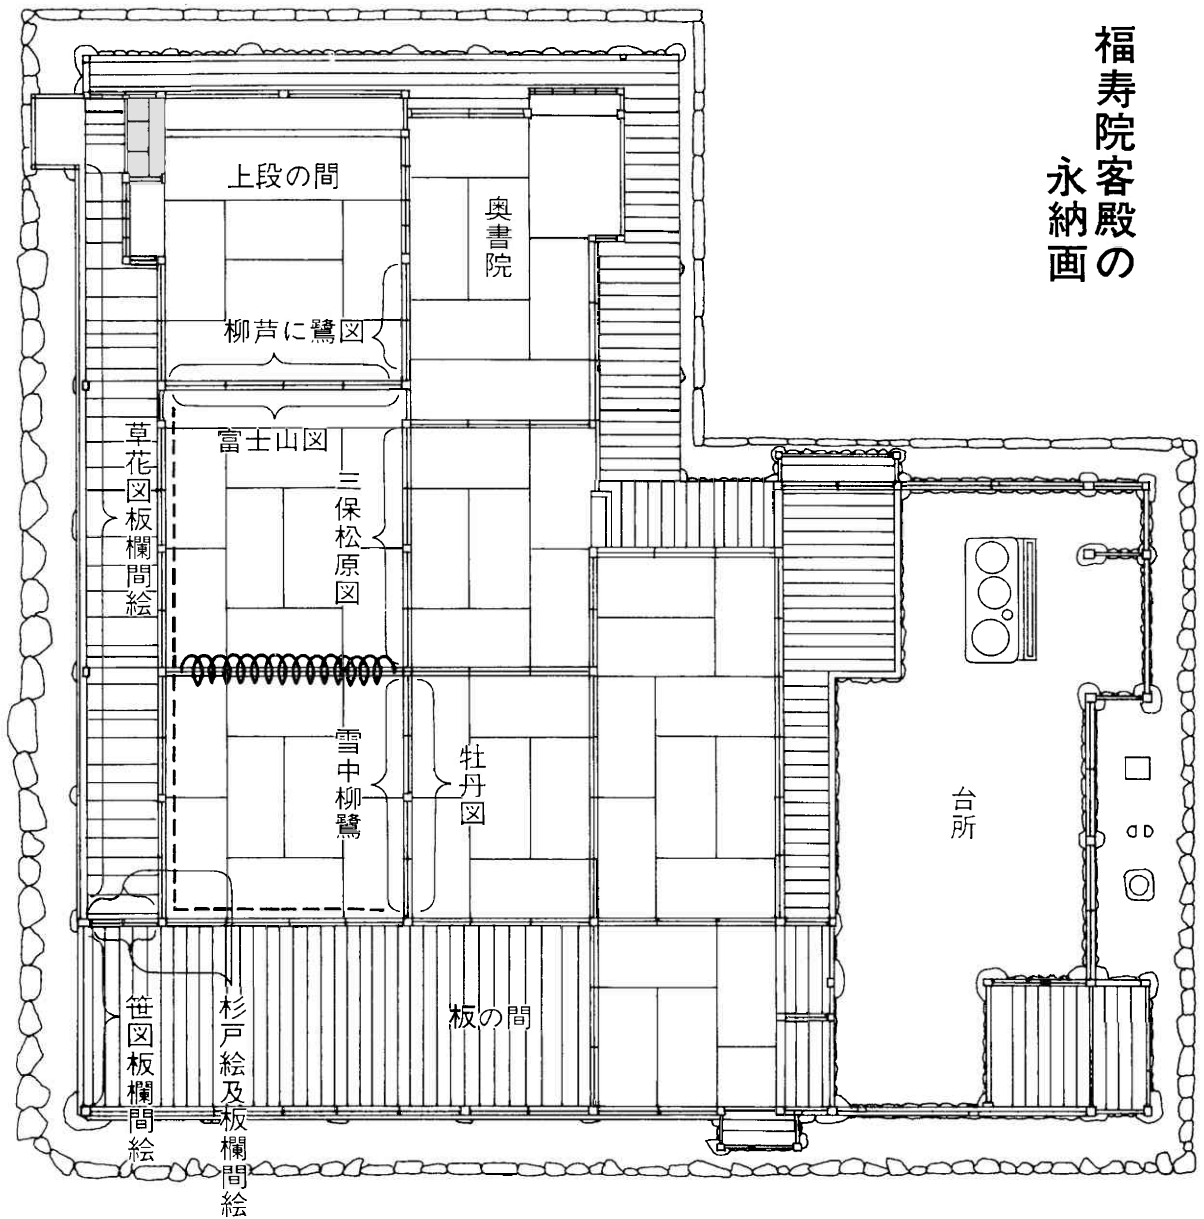 福寿院客殿の
永納画
上段の間
奥書院
柳芦に鷺図
富士山図
三保松原図
草花図板欄間絵
雪中柳鷺
牡丹図
台所
板の間
杉戸絵及板欄間絵
笹図板欄間絵